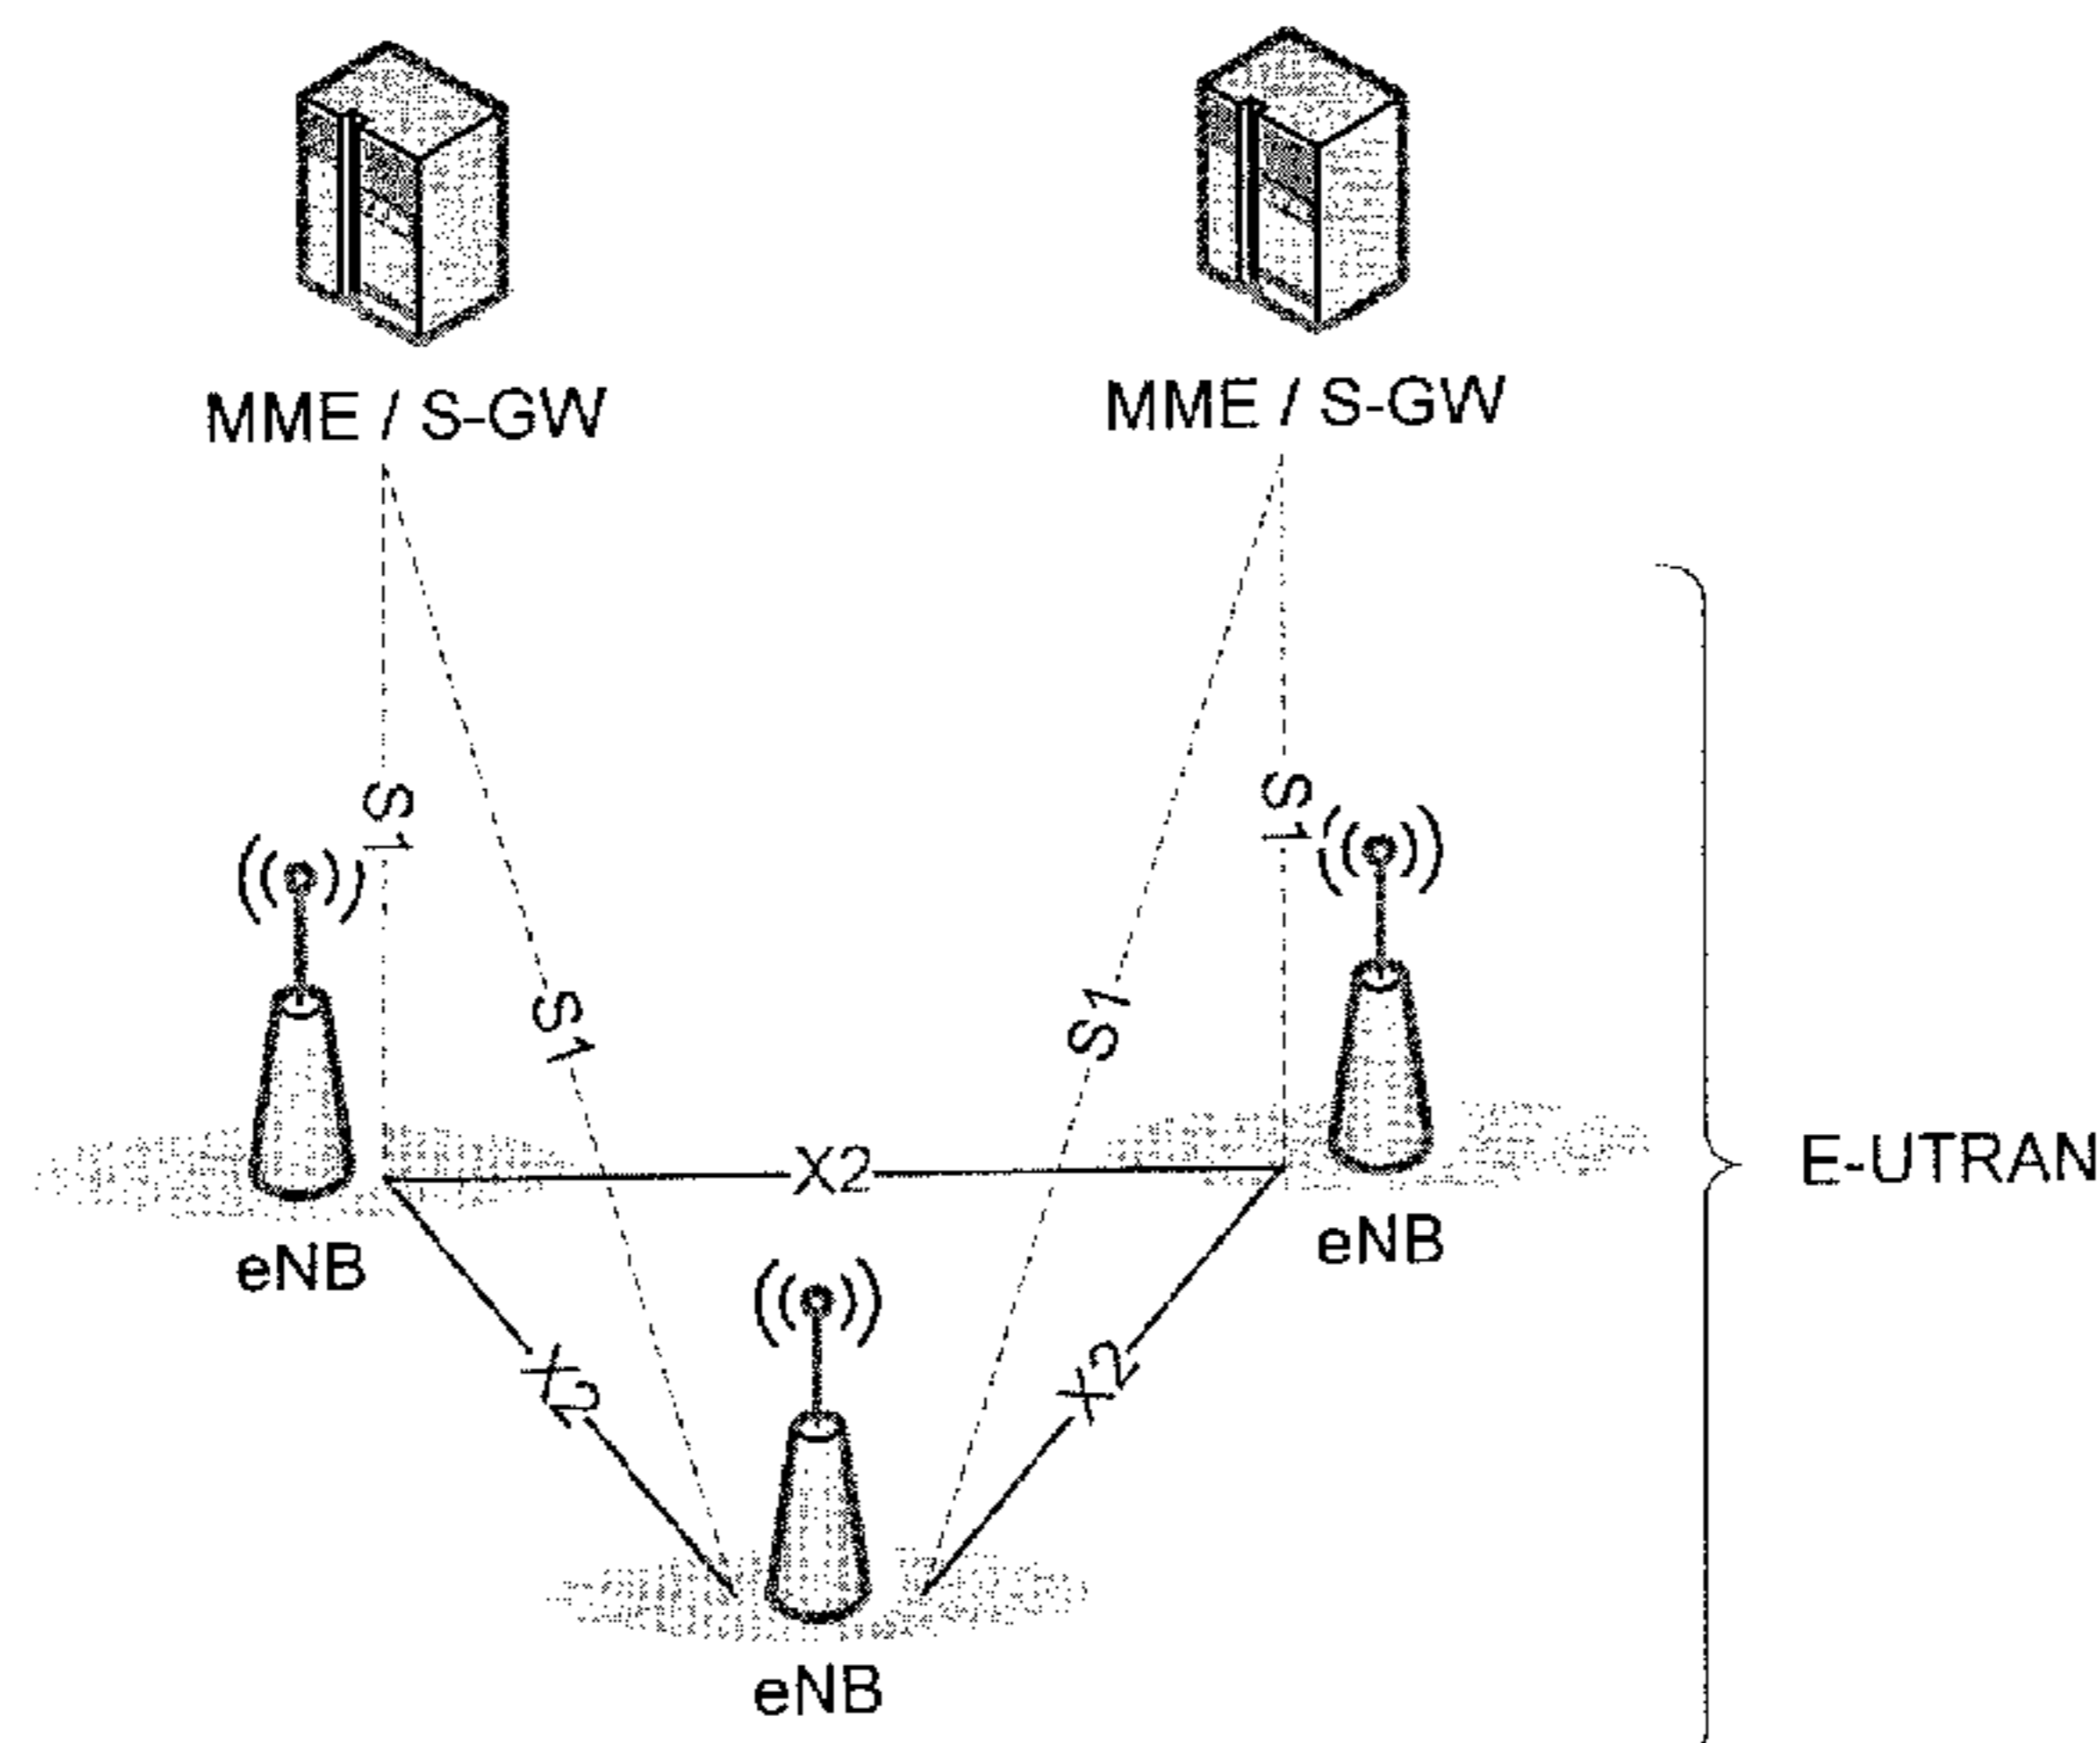 MME / S-GW
MME / S-GW
S1
S1
S1
S1
X2
E-UTRAN
eNB
eNB
X2
X2
eNB